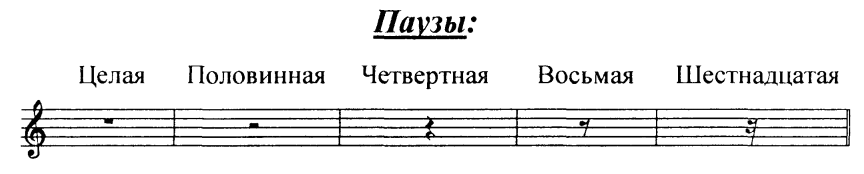 Паузы:
Целая Половинная Четвертная Восьмая Шестнадцатая